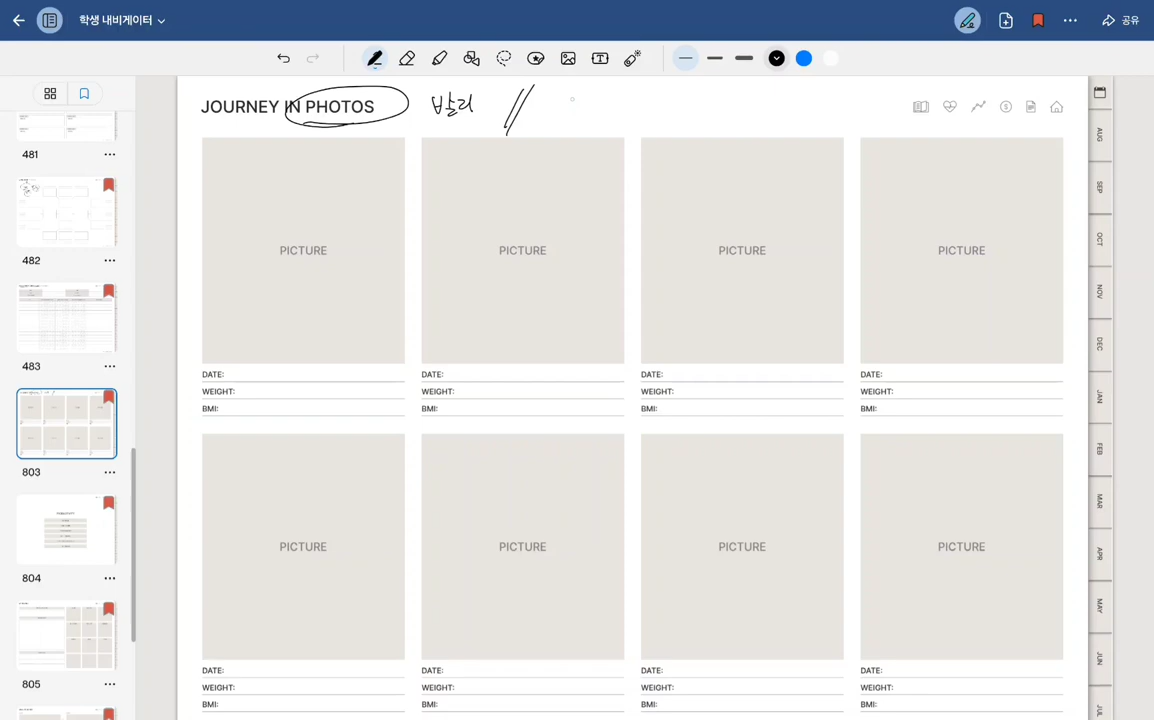 학생 내비게이터
공유
481
482
483
803
804
805
JOURNEY IN PHOTOS 발리 //
PICTURE PICTURE PICTURE PICTURE
DATE: DATE: DATE: DATE:
WEIGHT: WEIGHT: WEIGHT: WEIGHT:
BMI: BMI: BMI: BMI:
PICTURE PICTURE PICTURE PICTURE
DATE: DATE: DATE: DATE:
WEIGHT: WEIGHT: WEIGHT: WEIGHT:
BMI: BMI: BMI: BMI:
AUG
SEP
OCT
NOV
DEC
JAN
FEB
MAR
APR
MAY
JUN